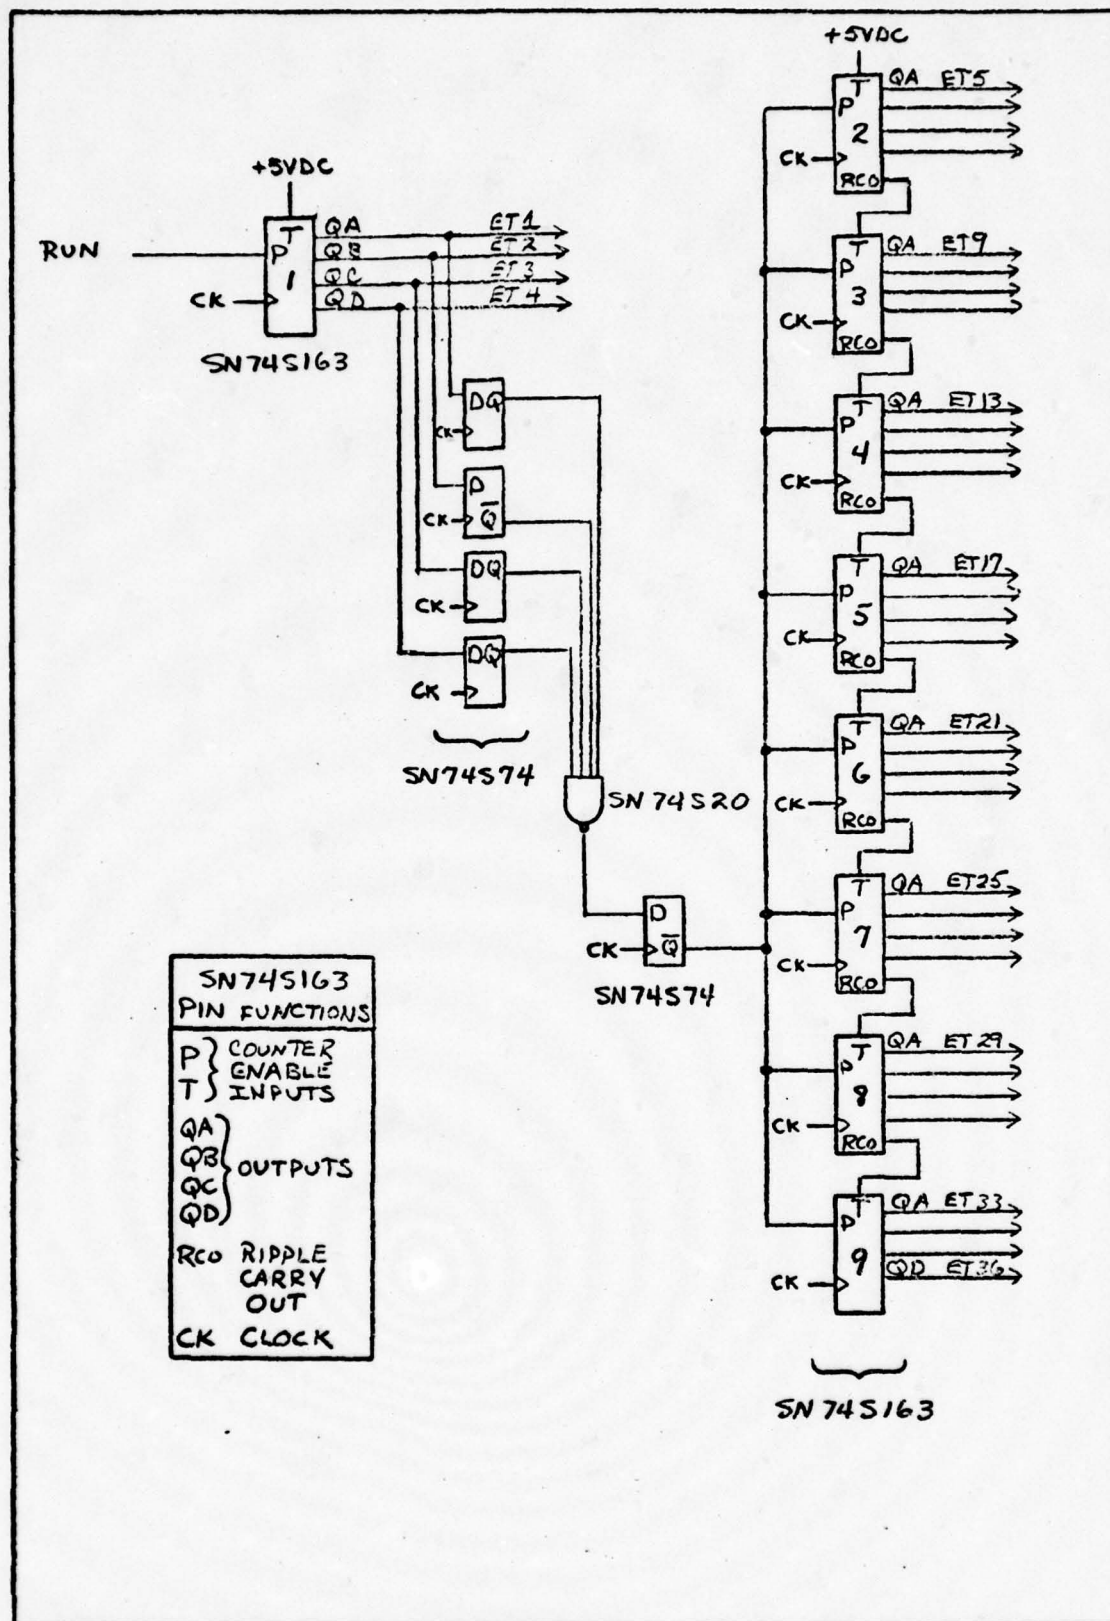 +5VDC
QA ET5
T
P
2
CK
RCO
+5VDC
RUN
T
P
1
CK
QA ET1
QB ET2
QC ET3
QD ET4
SN74S163
T
P
3
CK
RCO
QA ET9
DQ
CK
D
CK Q̅
DQ
CK
DQ
CK
SN74S74
SN74S20
D
CK Q̅
SN74S74
T
P
4
CK
RCO
QA ET13
T
P
5
CK
RCO
QA ET17
T
P
6
CK
RCO
QA ET21
T
P
7
CK
RCO
QA ET25
T
P
8
CK
RCO
QA ET29
T
P
9
CK
QA ET33
QD ET36
SN74S163
SN74S163
PIN FUNCTIONS
P COUNTER
ENABLE
T INPUTS
QA
QB OUTPUTS
QC
QD
RCO RIPPLE
CARRY
OUT
CK CLOCK